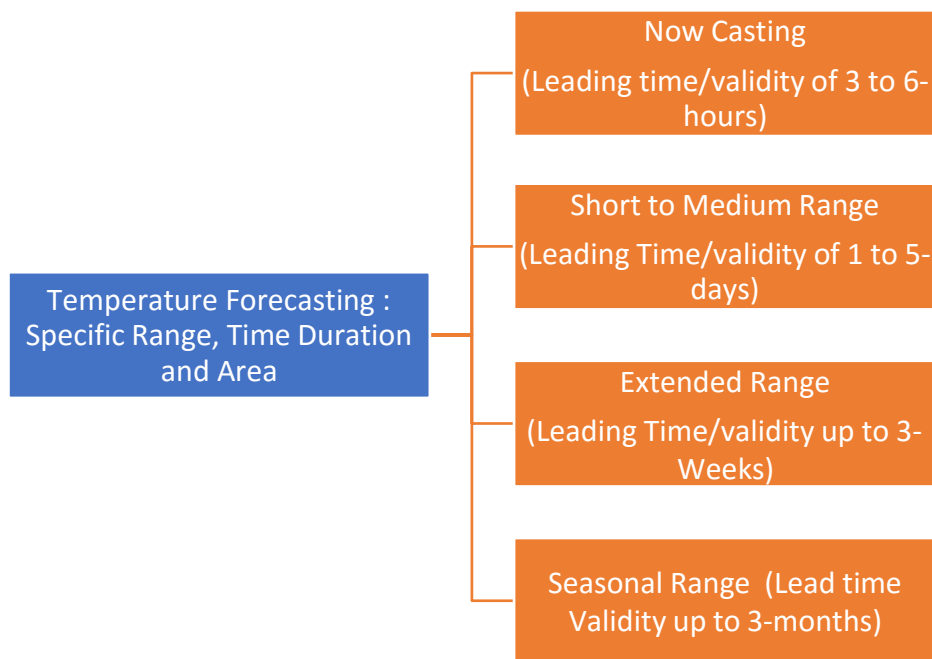 Now Casting
(Leading time/validity of 3 to 6-
hours)
Short to Medium Range
(Leading Time/validity of 1 to 5-
days)
Temperature Forecasting :
Specific Range, Time Duration
and Area
Extended Range
(Leading Time/validity up to 3-
Weeks)
Seasonal Range  (Lead time
Validity up to 3-months)